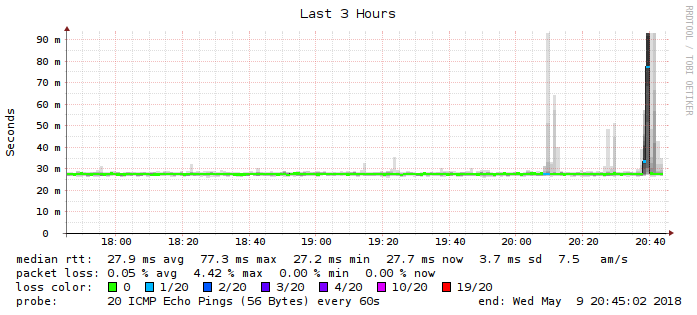 Last 3 Hours
RRDTOOL / TOBI OETIKER
Seconds
90 m
80 m
70 m
60 m
50 m
40 m
30 m
20 m
10 m
0
18:00 18:20 18:40 19:00 19:20 19:40 20:00 20:20 20:40
median rtt: 27.9 ms avg 77.3 ms max 27.2 ms min 27.7 ms now 3.7 ms sd 7.5 am/s
packet loss: 0.05 % avg 4.42 % max 0.00 % min 0.00 % now
loss color: 0 1/20 2/20 3/20 4/20 10/20 19/20
probe: 20 ICMP Echo Pings (56 Bytes) every 60s end: Wed May 9 20:45:02 2018